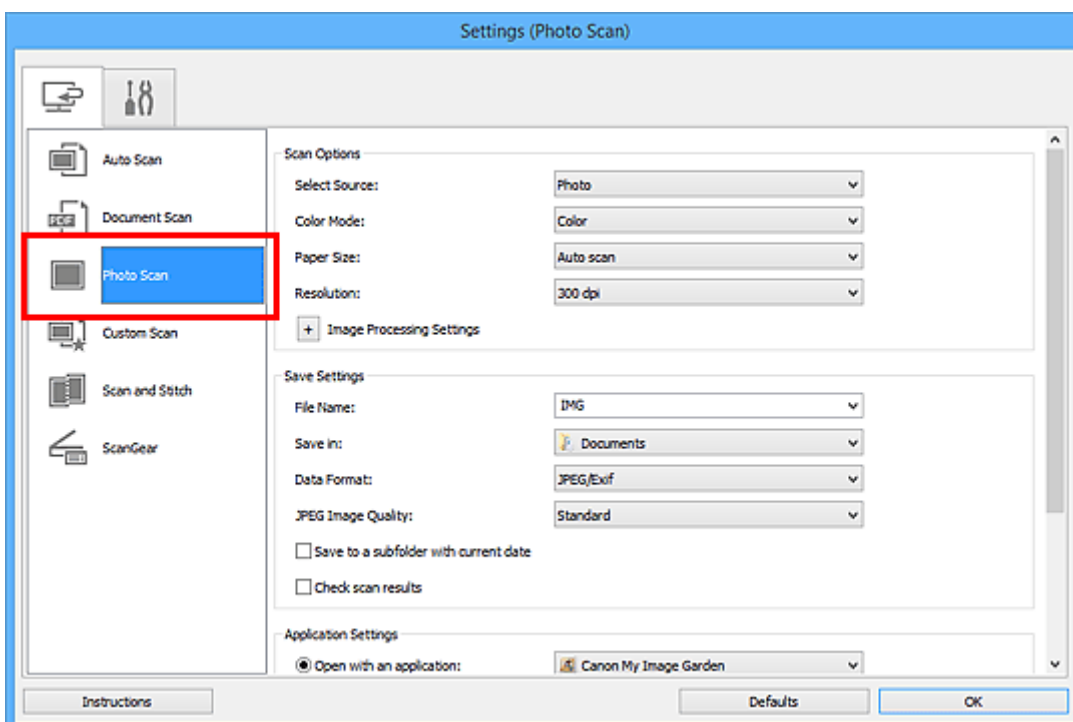 Settings (Photo Scan)
Auto Scan
PDF
Document Scan
Photo Scan
Custom Scan
Scan and Stitch
ScanGear
Scan Options
Select Source: Photo
Color Mode: Color
Paper Size: Auto scan
Resolution: 300 dpi
+ Image Processing Settings
Save Settings
File Name: IMG
Save in: Documents
Data Format: JPEG/Exif
JPEG Image Quality: Standard
Save to a subfolder with current date
Check scan results
Application Settings
Open with an application: Canon My Image Garden
Instructions Defaults OK